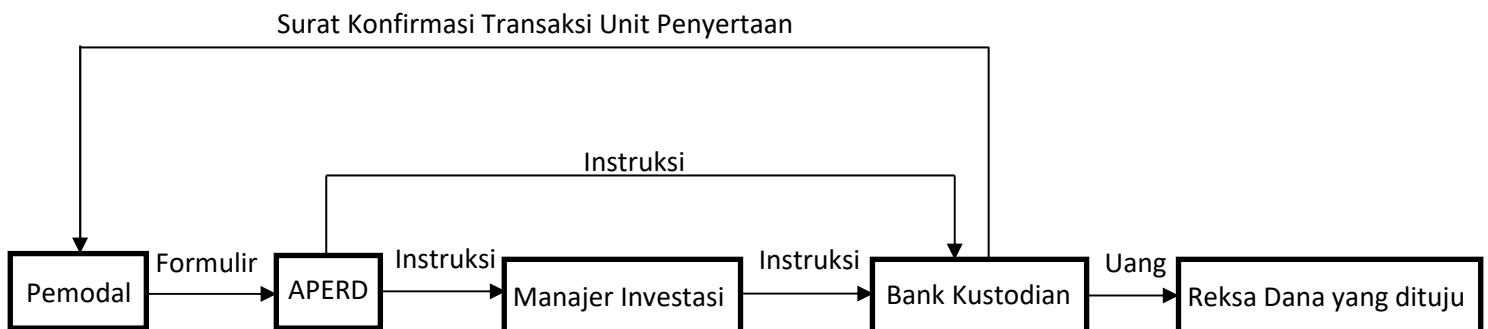 Surat Konfirmasi Transaksi Unit Penyertaan
Instruksi
Formulir
Instruksi
Instruksi
Uang
Pemodal
APERD
Manajer Investasi
Bank Kustodian
Reksa Dana yang dituju